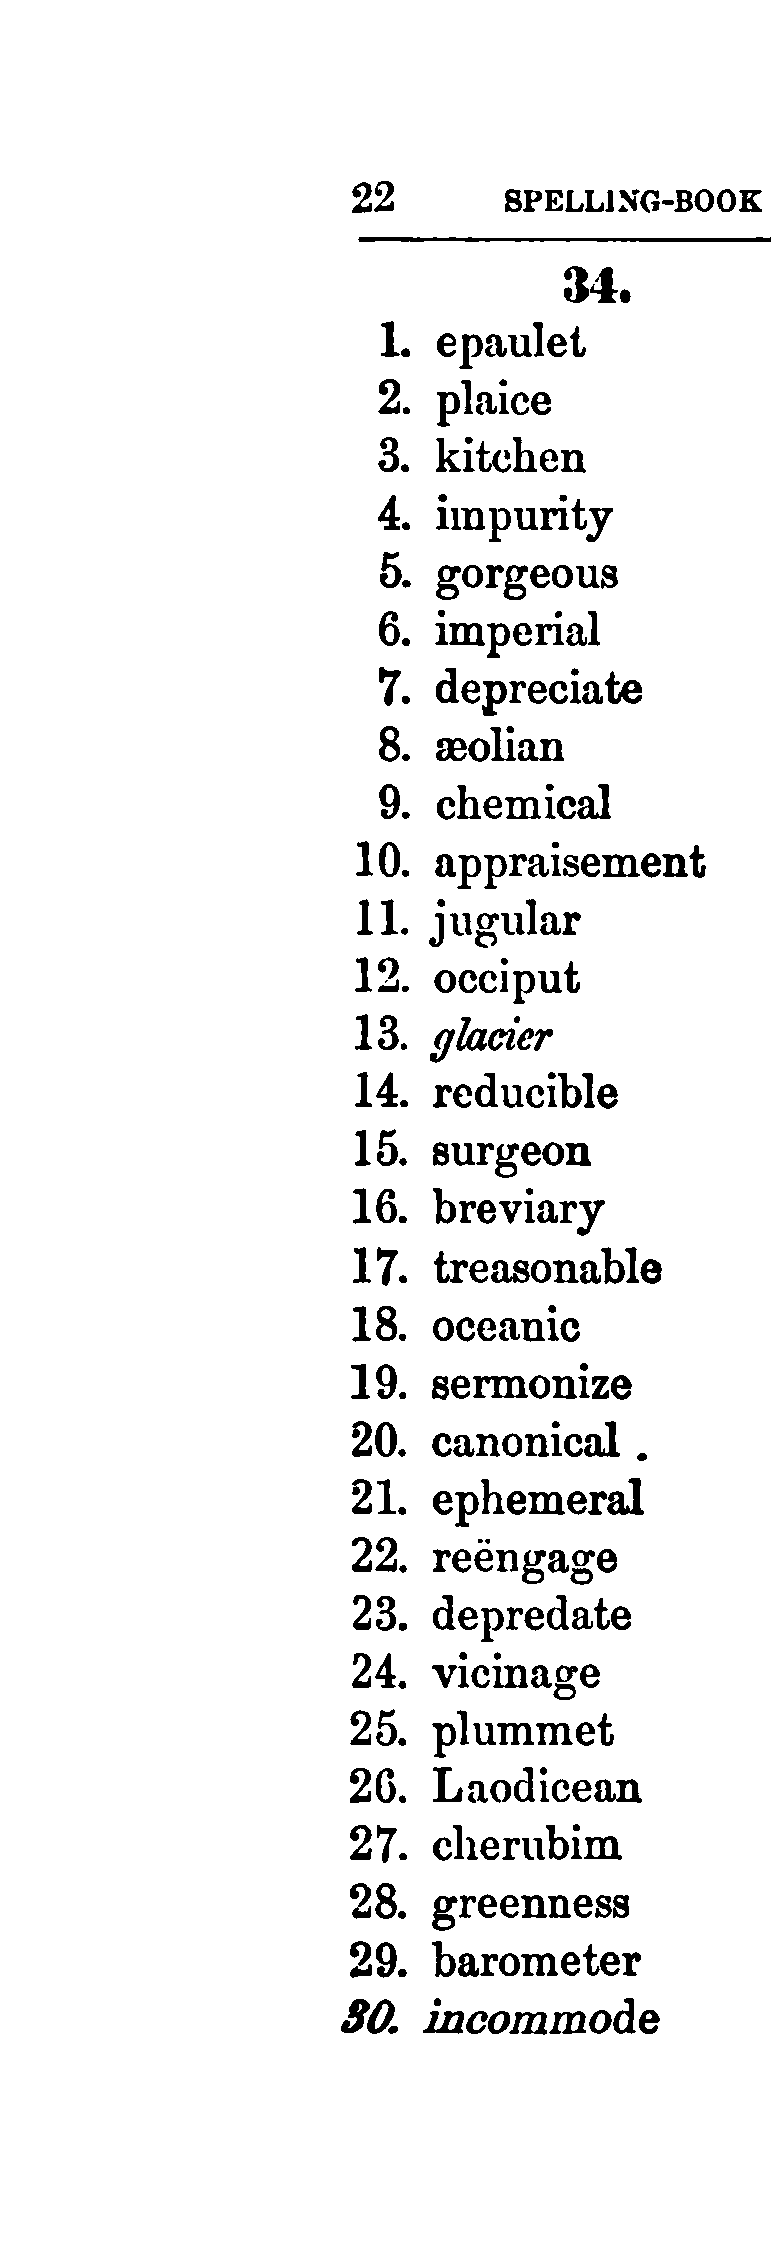 22 SPELLING-BOOK
34.
1. epaulet
2. plaice
3. kitchen
4. impurity
5. gorgeous
6. imperial
7. depreciate
8. æolian
9. chemical
10. appraisement
11. jugular
12. occiput
13. glacier
14. reducible
15. surgeon
16. breviary
17. treasonable
18. oceanic
19. sermonize
20. canonical .
21. ephemeral
22. reëngage
23. depredate
24. vicinage
25. plummet
26. Laodicean
27. cherubim
28. greenness
29. barometer
30. incommode